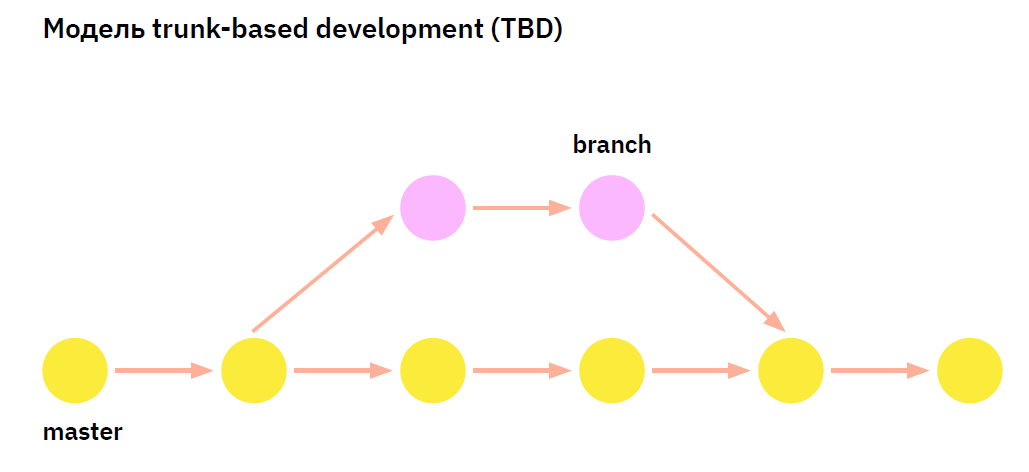 Модель trunk-based development (TBD)
branch
master